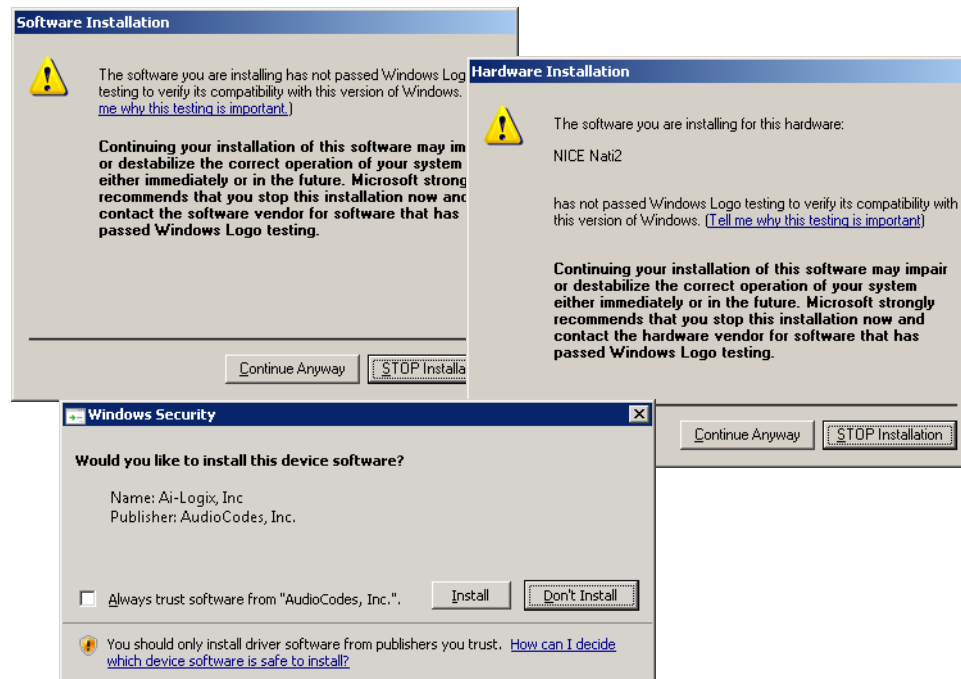 Software Installation
The software you are installing has not passed Windows Log
testing to verify its compatibility with this version of Windows.
me why this testing is important.)
Continuing your installation of this software may im
or destabilize the correct operation of your system
either immediately or in the future. Microsoft strong
recommends that you stop this installation now and
contact the software vendor for software that has
passed Windows Logo testing.
Continue Anyway
STOP Installa
Hardware Installation
The software you are installing for this hardware:
NICE Nati2
has not passed Windows Logo testing to verify its compatibility with
this version of Windows. (Tell me why this testing is important)
Continuing your installation of this software may impair
or destabilize the correct operation of your system
either immediately or in the future. Microsoft strongly
recommends that you stop this installation now and
contact the hardware vendor for software that has
passed Windows Logo testing.
Continue Anyway
STOP Installation
Windows Security
Would you like to install this device software?
Name: Ai-Logix, Inc
Publisher: AudioCodes, Inc.
Always trust software from "AudioCodes, Inc.".
Install
Don't Install
You should only install driver software from publishers you trust. How can I decide
which device software is safe to install?